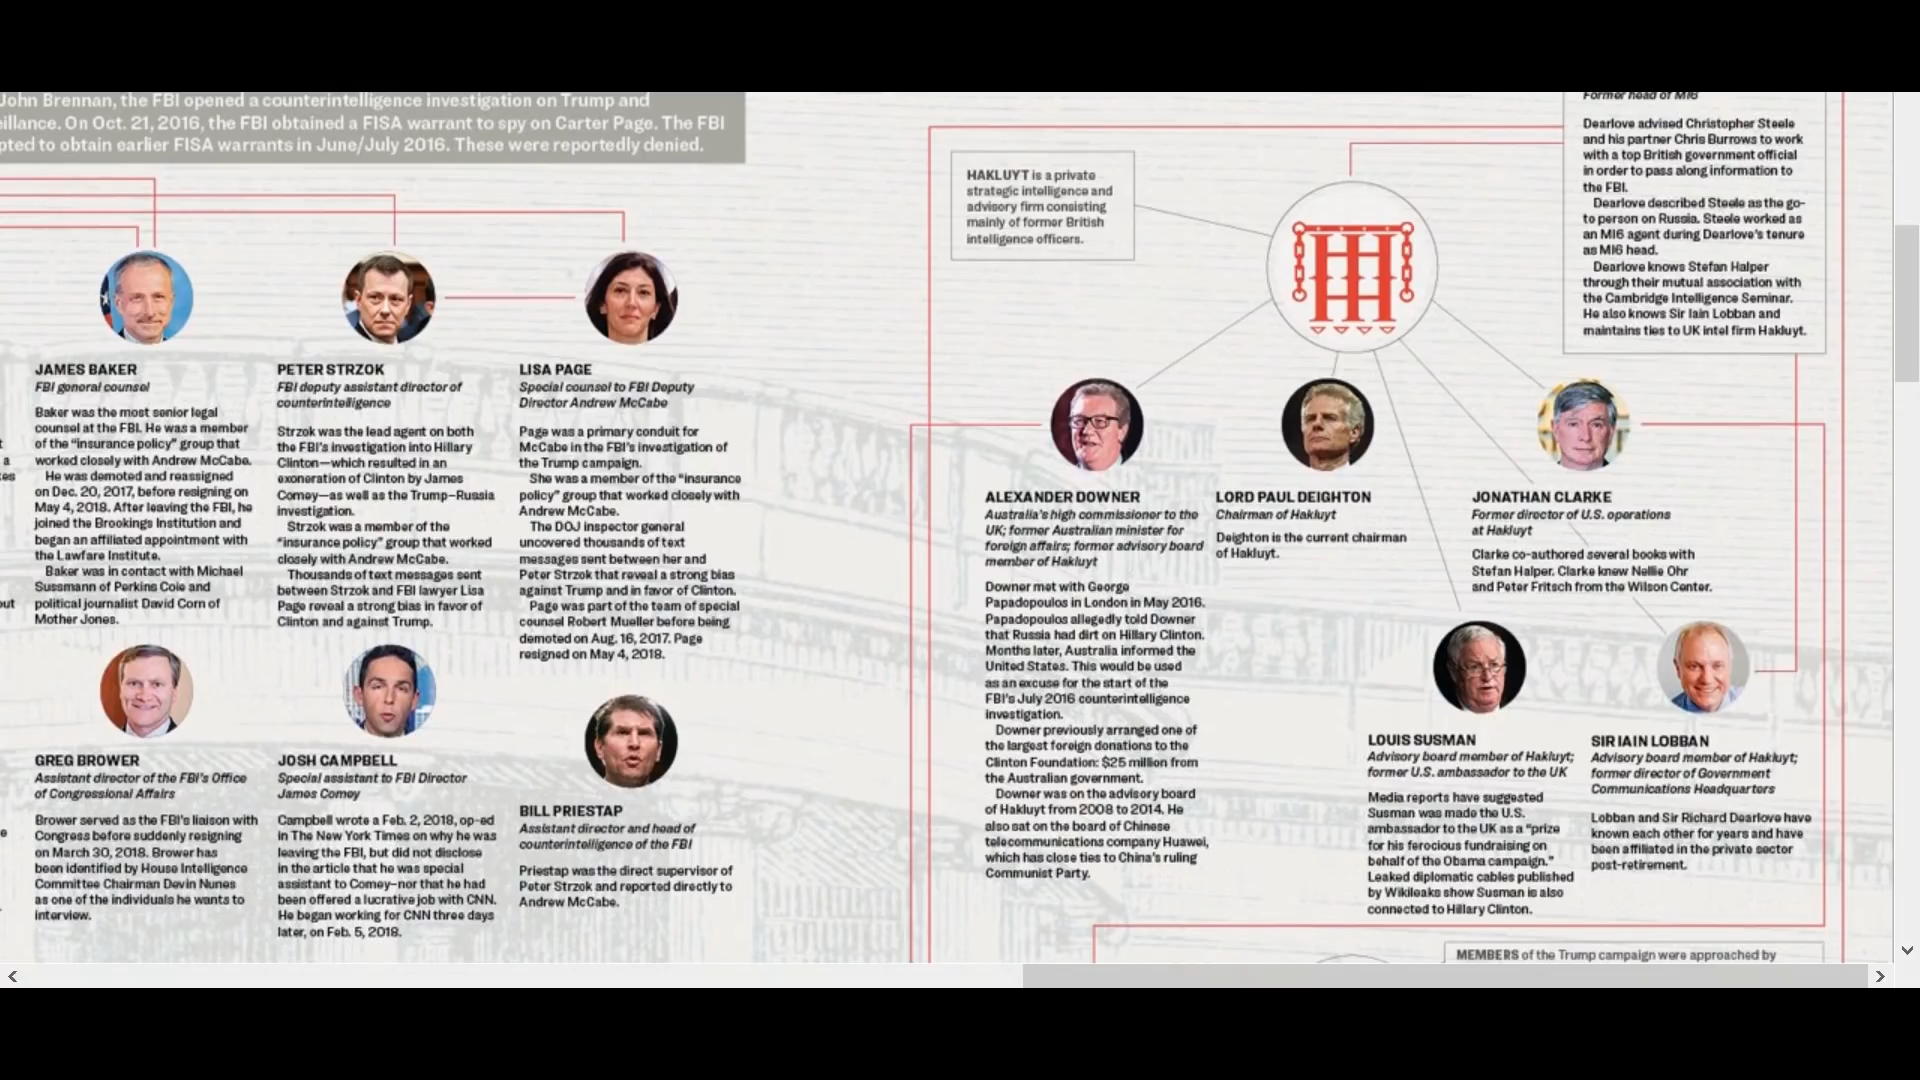 John Brennan, the FBI opened a counterintelligence investigation on Trump and
eillance. On Oct. 21, 2016, the FBI obtained a FISA warrant to spy on Carter Page. The FBI
pted to obtain earlier FISA warrants in June/July 2016. These were reportedly denied.
JAMES BAKER
FBI general counsel
Baker was the most senior legal
counsel at the FBI. He was a member
of the “insurance policy” group that
worked closely with Andrew McCabe.
He was demoted and reassigned
on Dec. 20, 2017, before resigning on
May 4, 2018. After leaving the FBI, he
joined the Brookings Institution and
began an affiliated appointment with
the Lawfare Institute.
Baker was in contact with Michael
Sussmann of Perkins Coie and
political journalist David Corn of
Mother Jones.
PETER STRZOK
FBI deputy assistant director of
counterintelligence
Strzok was the lead agent on both
the FBI’s investigation into Hillary
Clinton—which resulted in an
exoneration of Clinton by James
Comey—as well as the Trump–Russia
investigation.
Strzok was a member of the
“insurance policy” group that worked
closely with Andrew McCabe.
Thousands of text messages sent
between Strzok and FBI lawyer Lisa
Page reveal a strong bias in favor of
Clinton and against Trump.
LISA PAGE
Special counsel to FBI Deputy
Director Andrew McCabe
Page was a primary conduit for
McCabe in the FBI’s investigation of
the Trump campaign.
She was a member of the “insurance
policy” group that worked closely with
Andrew McCabe.
The DOJ inspector general
uncovered thousands of text
messages sent between her and
Peter Strzok that reveal a strong bias
against Trump and in favor of Clinton.
Page was part of the team of special
counsel Robert Mueller before being
demoted on Aug. 16, 2017. Page
resigned on May 4, 2018.
GREG BROWER
Assistant director of the FBI’s Office
of Congressional Affairs
Brower served as the FBI’s liaison with
Congress before suddenly resigning
on March 30, 2018. Brower has
been identified by House Intelligence
Committee Chairman Devin Nunes
as one of the individuals he wants to
interview.
JOSH CAMPBELL
Special assistant to FBI Director
James Comey
Campbell wrote a Feb. 2, 2018, op-ed
in The New York Times on why he was
leaving the FBI, but did not disclose
in the article that he was special
assistant to Comey–nor that he had
been offered a lucrative job with CNN.
He began working for CNN three days
later, on Feb. 5, 2018.
BILL PRIESTAP
Assistant director and head of
counterintelligence of the FBI
Priestap was the direct supervisor of
Peter Strzok and reported directly to
Andrew McCabe.
HAKLUYT is a private
strategic intelligence and
advisory firm consisting
mainly of former British
intelligence officers.
Former head of MI6
Dearlove advised Christopher Steele
and his partner Chris Burrows to work
with a top British government official
in order to pass along information to
the FBI.
Dearlove described Steele as the go-
to person on Russia. Steele worked as
an MI6 agent during Dearlove’s tenure
as MI6 head.
Dearlove knows Stefan Halper
through their mutual association with
the Cambridge Intelligence Seminar.
He also knows Sir Iain Lobban and
maintains ties to UK intel firm Hakluyt.
ALEXANDER DOWNER
Australia’s high commissioner to the
UK; former Australian minister for
foreign affairs; former advisory board
member of Hakluyt
Downer met with George
Papadopoulos in London in May 2016.
Papadopoulos allegedly told Downer
that Russia had dirt on Hillary Clinton.
Months later, Australia informed the
United States. This would be used
as an excuse for the start of the
FBI’s July 2016 counterintelligence
investigation.
Downer previously arranged one of
the largest foreign donations to the
Clinton Foundation: $25 million from
the Australian government.
Downer was on the advisory board
of Hakluyt from 2008 to 2014. He
also sat on the board of Chinese
telecommunications company Huawei,
which has close ties to China’s ruling
Communist Party.
LORD PAUL DEIGHTON
Chairman of Hakluyt
Deighton is the current chairman
of Hakluyt.
JONATHAN CLARKE
Former director of U.S. operations
at Hakluyt
Clarke co-authored several books with
Stefan Halper. Clarke knew Nellie Ohr
and Peter Fritsch from the Wilson Center.
LOUIS SUSMAN
Advisory board member of Hakluyt;
former U.S. ambassador to the UK
Media reports have suggested
Susman was made the U.S.
ambassador to the UK as a “prize
for his ferocious fundraising on
behalf of the Obama campaign.”
Leaked diplomatic cables published
by Wikileaks show Susman is also
connected to Hillary Clinton.
SIR IAIN LOBBAN
Advisory board member of Hakluyt;
former director of Government
Communications Headquarters
Lobban and Sir Richard Dearlove have
known each other for years and have
been affiliated in the private sector
post-retirement.
MEMBERS of the Trump campaign were approached by